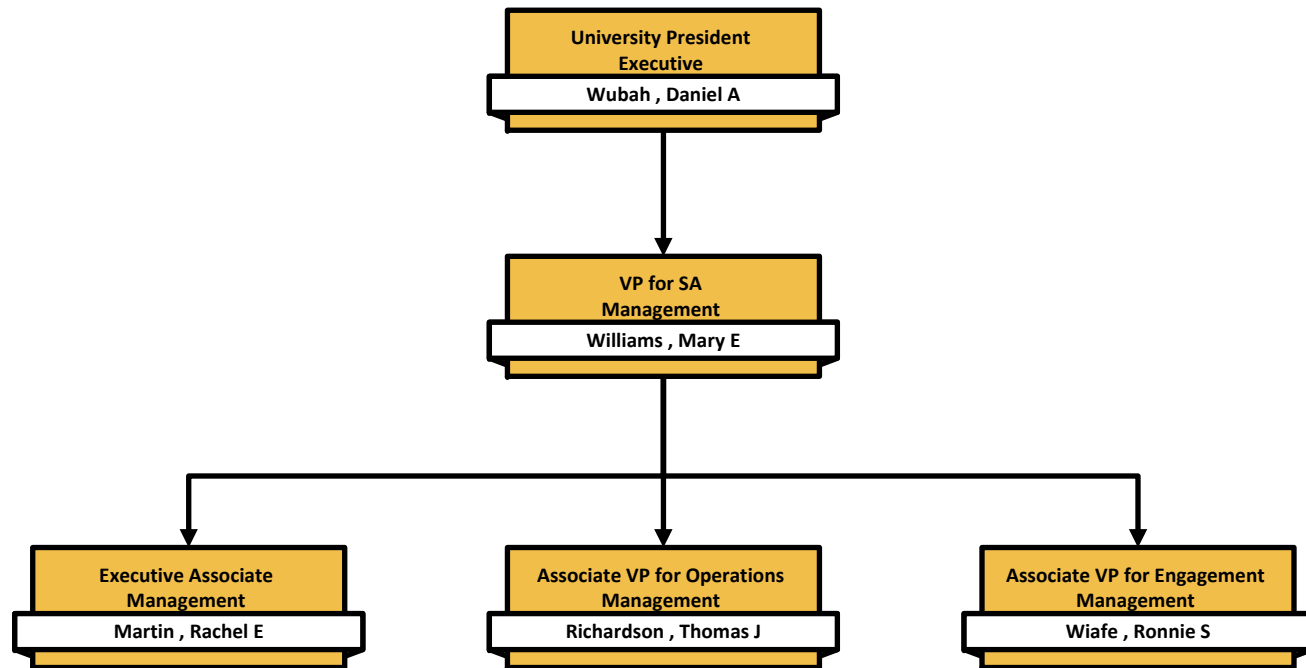 University President
Executive
Wubah , Daniel A
VP for SA
Management
Williams , Mary E
Executive Associate
Management
Martin , Rachel E
Associate VP for Operations
Management
Richardson , Thomas J
Associate VP for Engagement
Management
Wiafe , Ronnie S